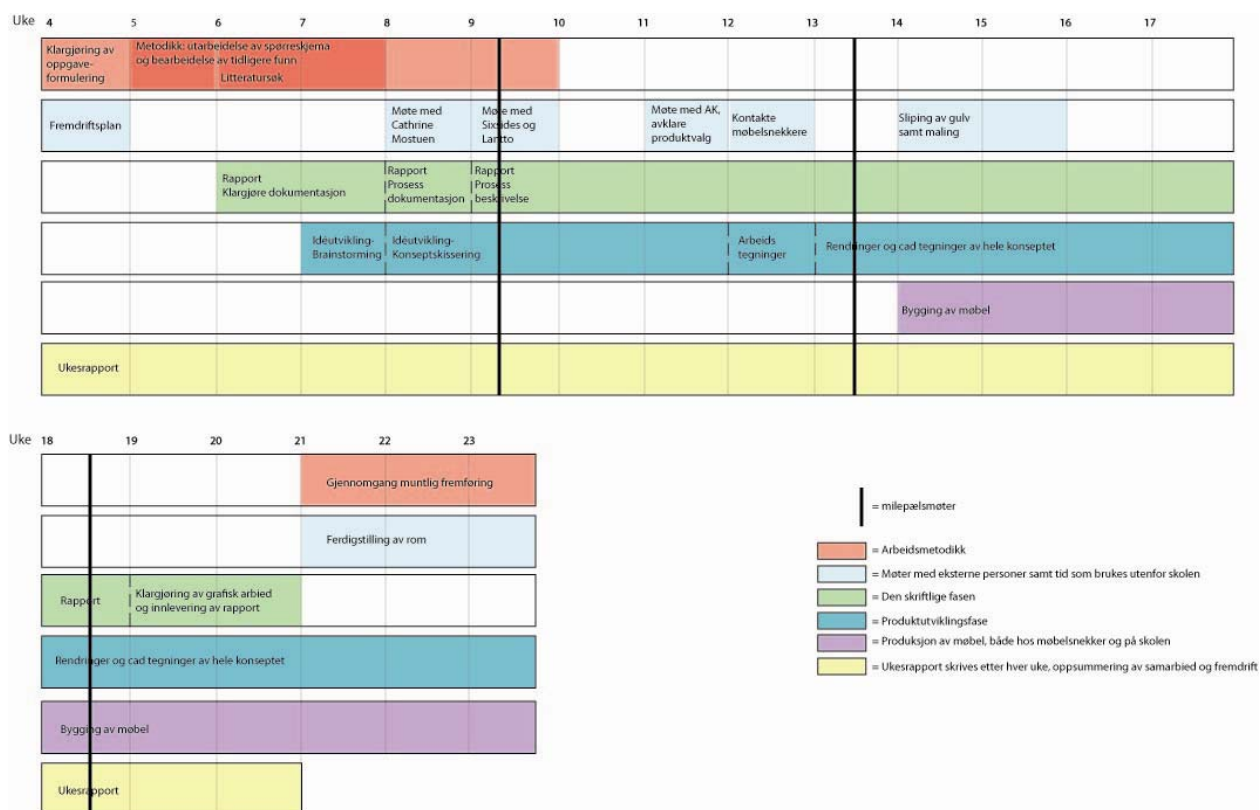 Uke 4 5 6 7 8 9 10 11 12 13 14 15 16 17
Klargjøring av
oppgave-
formulering
Metodikk: utarbeidelse av spørreskjema
og bearbeidelse av tidligere funn
Litteratursøk
Fremdriftsplan
Møte med
Cathrine
Mostuen
Møte med
Sixsides og
Lantto
Møte med AK,
avklare
produktvalg
Kontakte
møbelsnekkere
Sliping av gulv
samt maling
Rapport
Klargjøre dokumentasjon
Rapport
Prosess
dokumentasjon
Rapport
Prosess
beskrivelse
Idéutvikling-
Brainstorming
Idéutvikling-
Konseptskissering
Arbeids
tegninger
Rendringer og cad tegninger av hele konseptet
Bygging av møbel
Ukesrapport
Uke 18 19 20 21 22 23
Gjennomgang muntlig fremføring
Ferdigstilling av rom
Rapport
Klargjøring av grafisk arbied
og innlevering av rapport
Rendringer og cad tegninger av hele konseptet
Bygging av møbel
Ukesrapport
= milepælsmøter
= Arbeidsmetodikk
= Møter med eksterne personer samt tid som brukes utenfor skolen
= Den skriftlige fasen
= Produktutviklingsfase
= Produksjon av møbel, både hos møbelsnekker og på skolen
= Ukesrapport skrives etter hver uke, oppsummering av samarbied og fremdrift